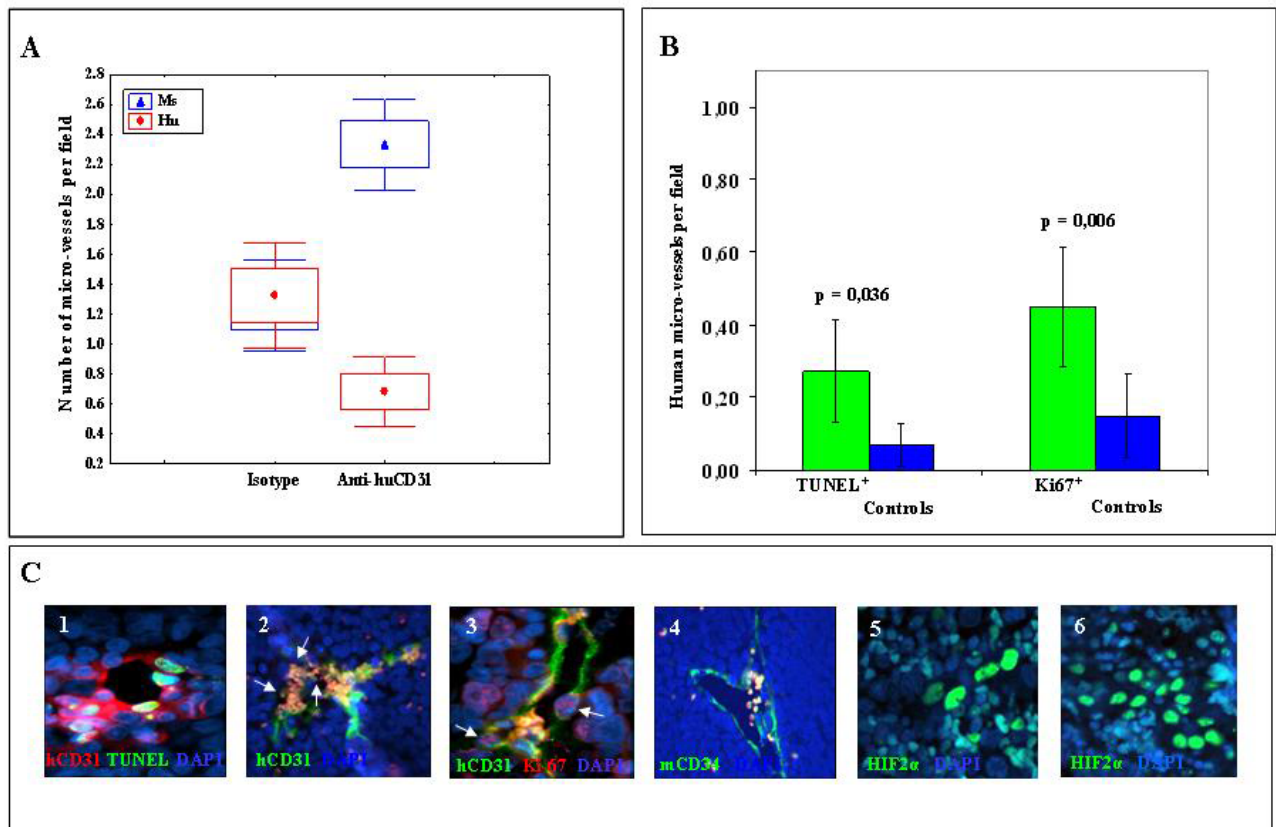 A
2.8
2.6
2.4
2.2
2.0
1.8
1.6
1.4
1.2
1.0
0.8
0.6
0.4
0.2
Number of micro-vessels per field
Ms
Hu
Isotype
Anti-huCD31
B
1,00
0,80
0,60
0,40
0,20
0,00
Human micro-vessels per field
p = 0,036
p = 0,006
TUNEL+
Controls
Ki67+
Controls
C
1
hCD31 TUNEL DAPI
2
hCD31 DAPI
3
hCD31 Ki-67 DAPI
4
mCD34 DAPI
5
HIF2α DAPI
6
HIF2α DAPI